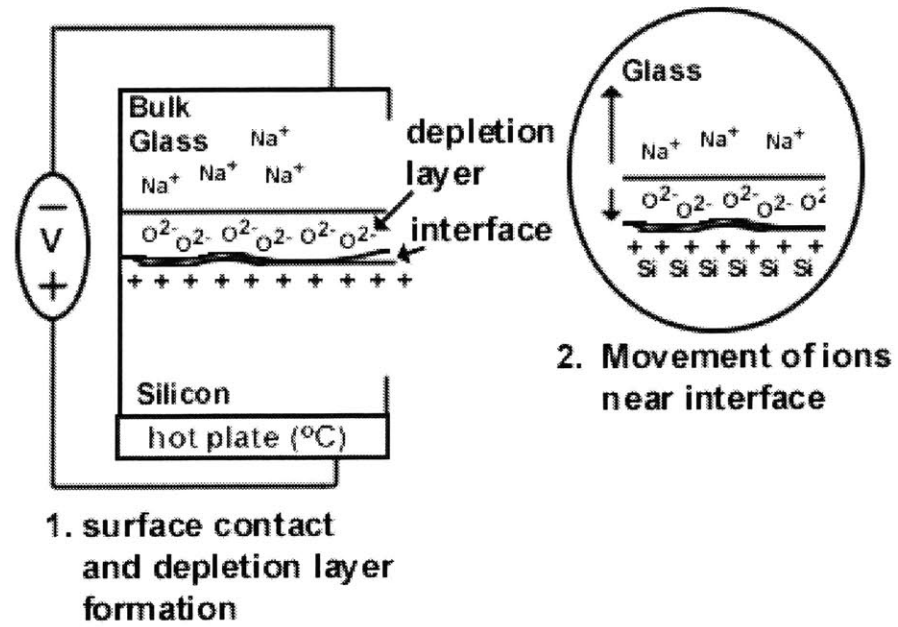 Bulk
Glass
Na⁺
Na⁺ Na⁺ Na⁺
depletion
layer
O²⁻ O²⁻ O²⁻ O²⁻ O²⁻ O²⁻
interface
+ + + + + + + + + +
−
V
+
Silicon
hot plate (ºC)
1. surface contact
and depletion layer
formation
Glass
Na⁺ Na⁺ Na⁺
O²⁻ O²⁻ O²⁻ O²⁻ O²
+ + + + + +
Si Si Si Si Si Si
2. Movement of ions
near interface